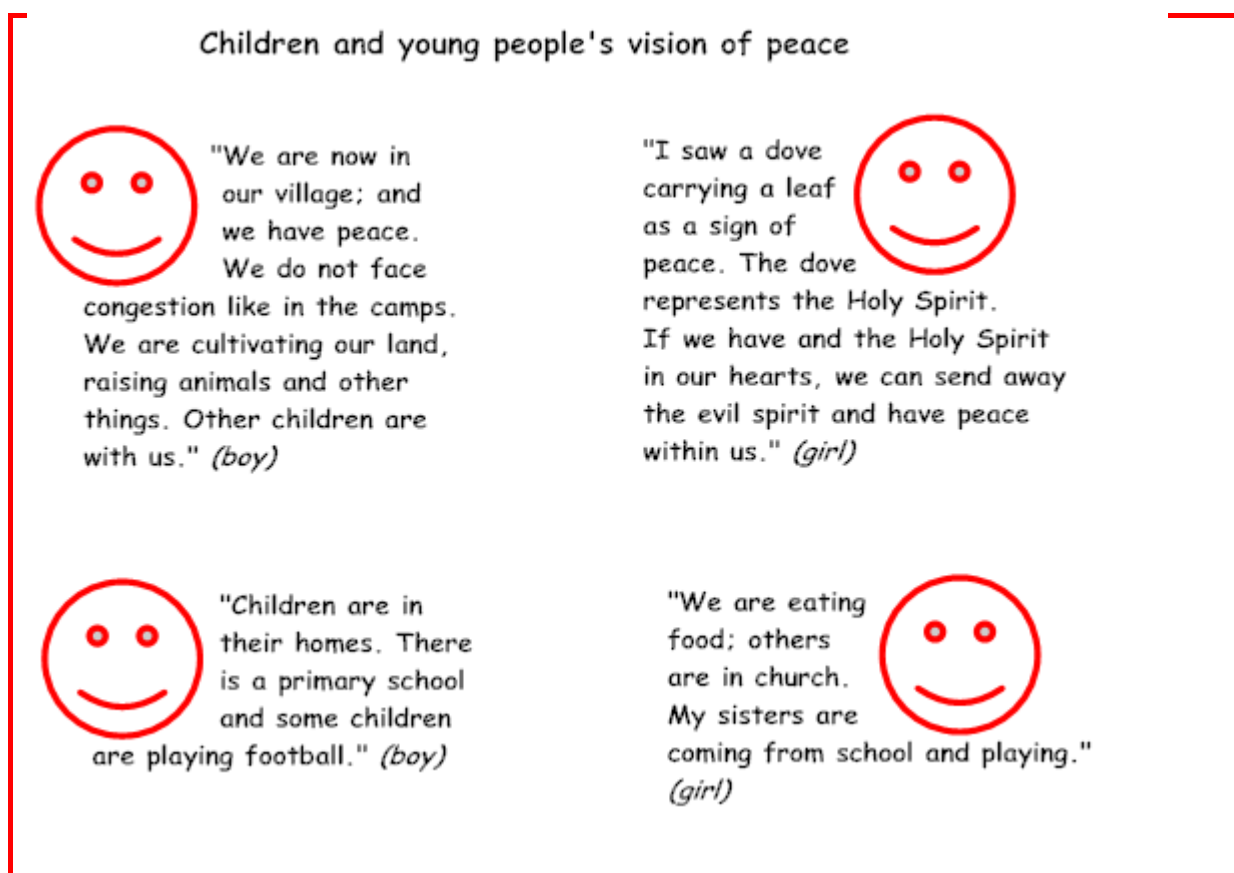 Children and young people's vision of peace
"We are now in
our village; and
we have peace.
We do not face
congestion like in the camps.
We are cultivating our land,
raising animals and other
things. Other children are
with us." (boy)
"I saw a dove
carrying a leaf
as a sign of
peace. The dove
represents the Holy Spirit.
If we have and the Holy Spirit
in our hearts, we can send away
the evil spirit and have peace
within us." (girl)
"Children are in
their homes. There
is a primary school
and some children
are playing football." (boy)
"We are eating
food; others
are in church.
My sisters are
coming from school and playing."
(girl)